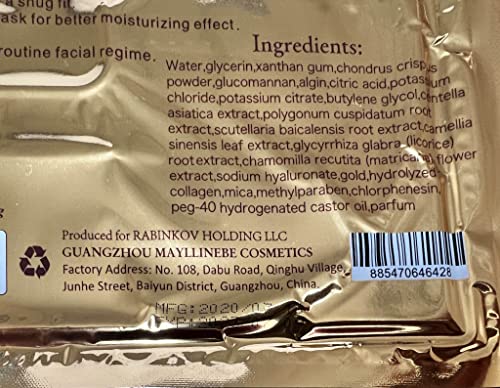 a snug fit.
ask for better moisturizing effect.
routine facial regime.
Ingredients:
Water,glycerin,xanthan gum,chondrus crispus
powder,glucomannan,algin,citric acid,potassium
chloride,potassium citrate,butylene glycol,centella
asiatica extract,polygonum cuspidatum root
extract,scutellaria baicalensis root extract,camellia
sinensis leaf extract,glycyrrhiza glabra (licorice)
root extract,chamomilla recutita (matricaria) flower
extract,sodium hyaluronate,gold,hydrolyzed
collagen,mica,methylparaben,chlorphenesin,
peg-40 hydrogenated castor oil,parfum
Produced for RABINKOV HOLDING LLC
GUANGZHOU MAYLLINEBE COSMETICS
Factory Address: No. 108, Dabu Road, Qinghu Village,
Junhe Street, Baiyun District, Guangzhou, China.
885470646428
MFG:2020/07